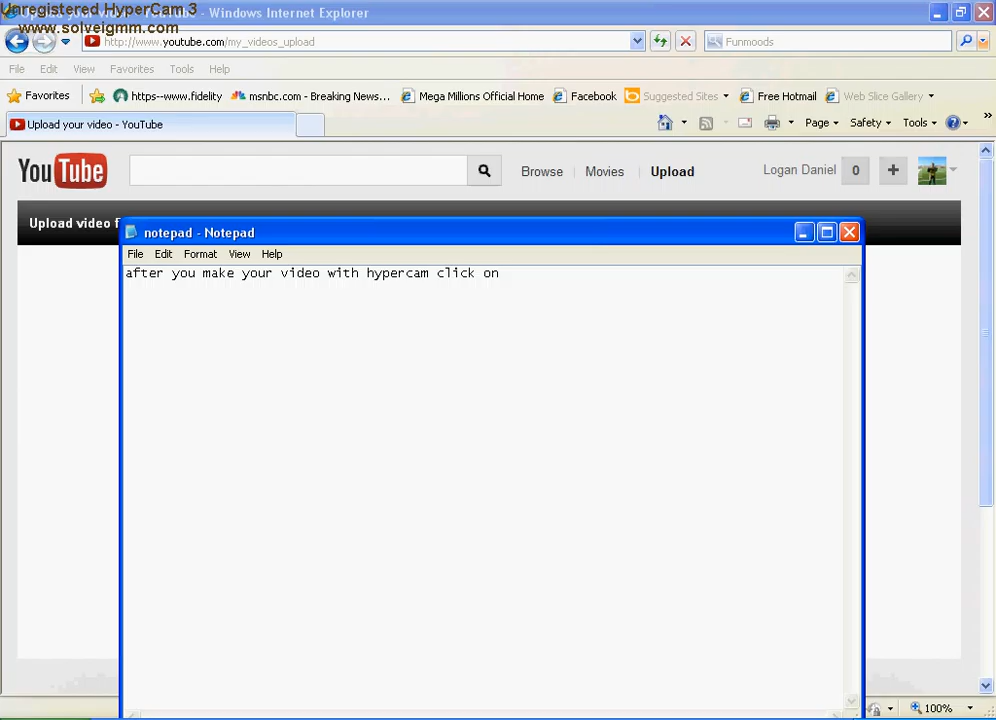 Unregistered HyperCam 3
www.solveigmm.com
- Windows Internet Explorer
http://www.youtube.com/my_videos_upload
Funmoods
File Edit View Favorites Tools Help
Favorites https--www.fidelity msnbc.com - Breaking News... Mega Millions Official Home Facebook Suggested Sites Free Hotmail Web Slice Gallery »
Upload your video - YouTube
Page Safety Tools »
YouTube Browse Movies Upload Logan Daniel 0 +
Upload video f
notepad - Notepad
File Edit Format View Help
after you make your video with hypercam click on
100%